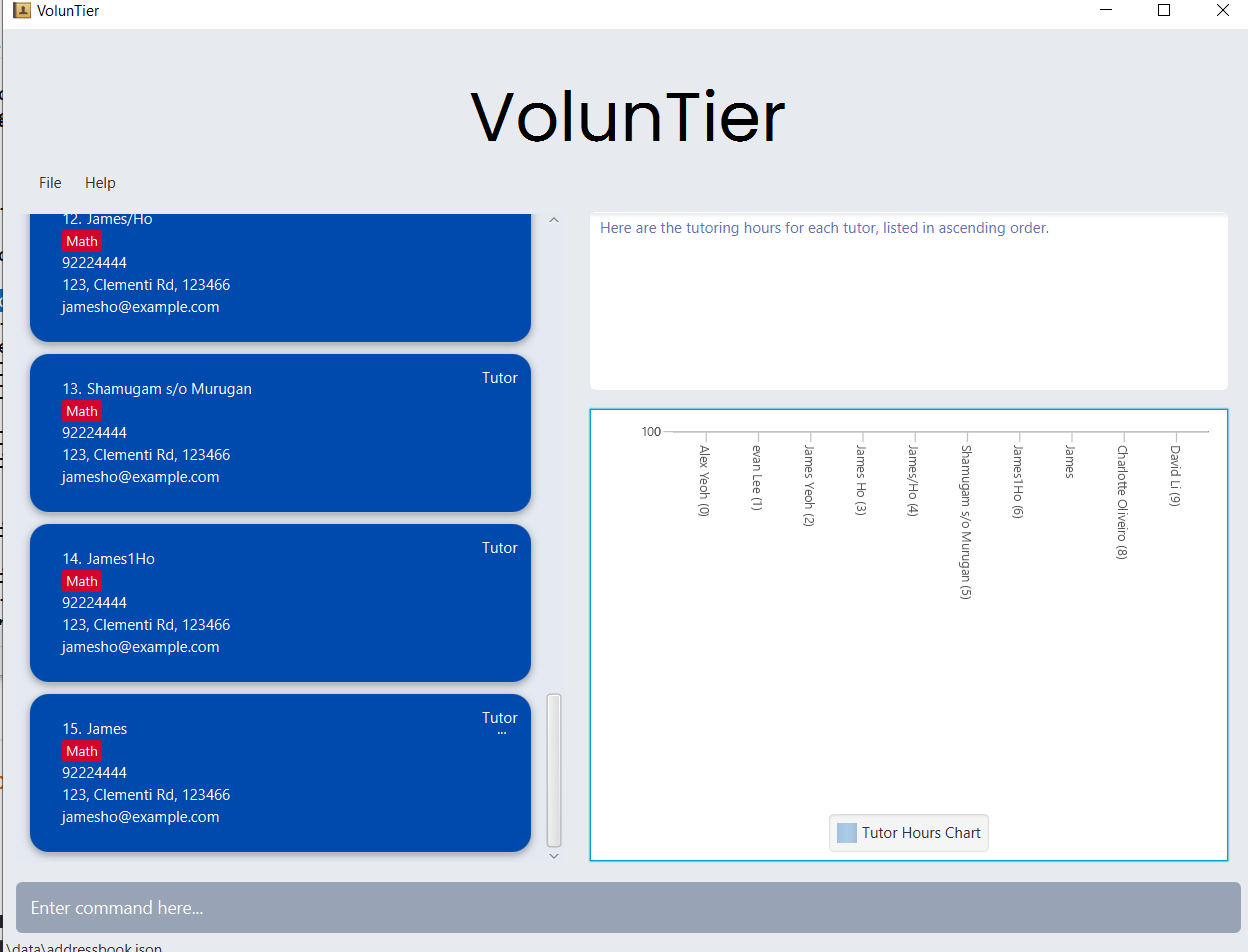 VolunTier
VolunTier
File Help
12. James/Ho
Math
92224444
123, Clementi Rd, 123466
jamesho@example.com
Tutor
13. Shamugam s/o Murugan
Math
92224444
123, Clementi Rd, 123466
jamesho@example.com
Tutor
14. James1Ho
Math
92224444
123, Clementi Rd, 123466
jamesho@example.com
Tutor
...
15. James
Math
92224444
123, Clementi Rd, 123466
jamesho@example.com
Here are the tutoring hours for each tutor, listed in ascending order.
100
Alex Yeoh (0)
evan Lee (1)
James Yeoh (2)
James Ho (3)
James/Ho (4)
Shamugam s/o Murugan (5)
James1Ho (6)
James
Charlotte Oliveiro (8)
David Li (9)
Tutor Hours Chart
Enter command here...
\data\addressbook.json